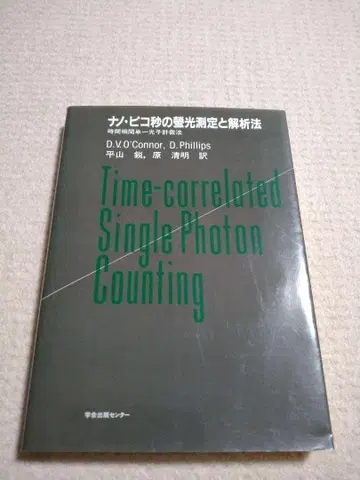 ナノ・ピコ秒の螢光測定と解析法
時間相関単一光子計数法
D.V.O'Connor, D.Phillips
平山 鋭，原 清明 訳
Time-correlated
Single Photon
Counting
学会出版センター